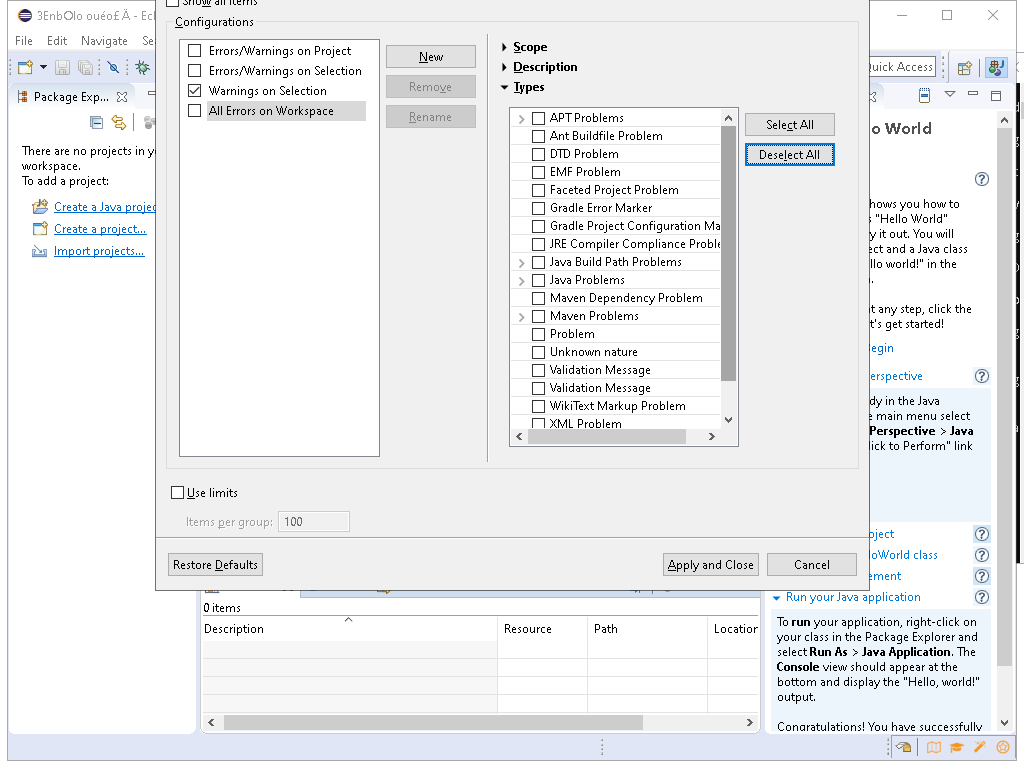 Show all items
3EnbOlo ouéo£Ä - Ecl
Configurations
File Edit Navigate Se
Errors/Warnings on Project
Errors/Warnings on Selection
Warnings on Selection
All Errors on Workspace
New
Remove
Rename
Scope
Description
Types
APT Problems
Ant Buildfile Problem
DTD Problem
EMF Problem
Faceted Project Problem
Gradle Error Marker
Gradle Project Configuration Ma
JRE Compiler Compliance Proble
Java Build Path Problems
Java Problems
Maven Dependency Problem
Maven Problems
Problem
Unknown nature
Validation Message
Validation Message
WikiText Markup Problem
XML Problem
Select All
Deselect All
Quick Access
Package Exp...
There are no projects in y
workspace.
To add a project:
Create a Java projec
Create a project...
Import projects...
Use limits
Items per group: 100
Restore Defaults
Apply and Close
Cancel
lo World
hows you how to
s "Hello World"
y it out. You will
ect and a Java class
llo world!" in the
t any step, click the
t's get started!
egin
erspective
dy in the Java
e main menu select
Perspective > Java
lick to Perform" link
oject
loWorld class
ement
Run your Java application
To run your application, right-click on
your class in the Package Explorer and
select Run As > Java Application. The
Console view should appear at the
bottom and display the "Hello, world!"
output.
Congratulations! You have successfully
0 items
Description Resource Path Location